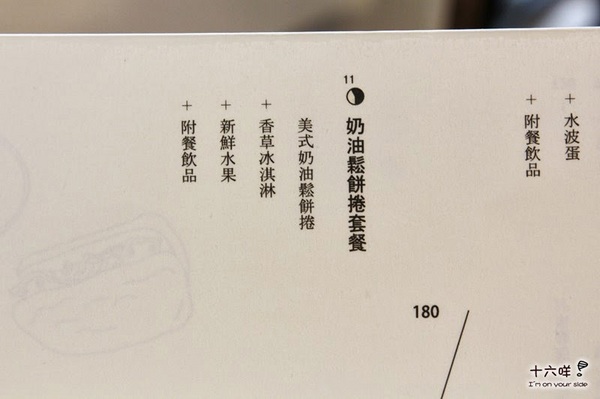 ＋水波蛋
＋附餐飲品
180
11
奶油鬆餅捲套餐
美式奶油鬆餅捲
＋香草冰淇淋
＋新鮮水果
＋附餐飲品
十六咩
I'm on your side